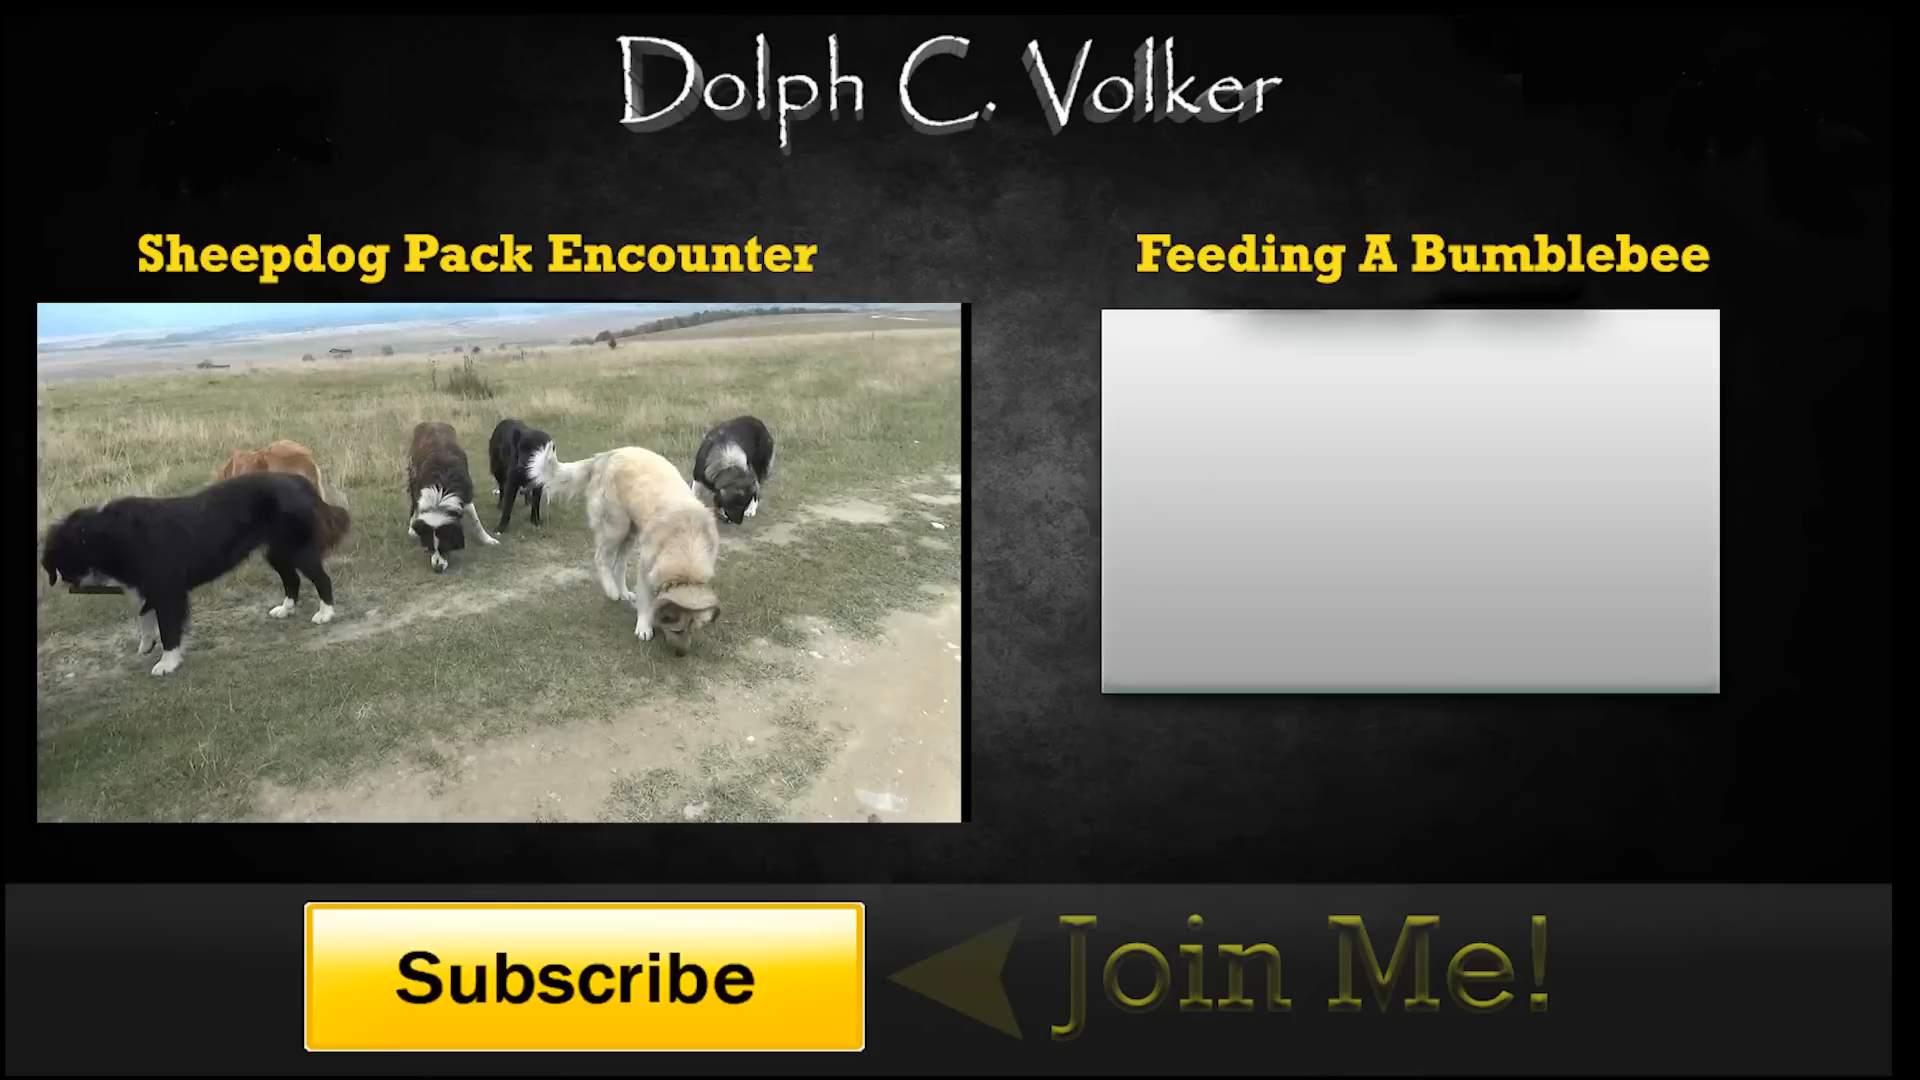 Dolph C. Volker
Sheepdog Pack Encounter
Feeding A Bumblebee
Subscribe
Join Me!